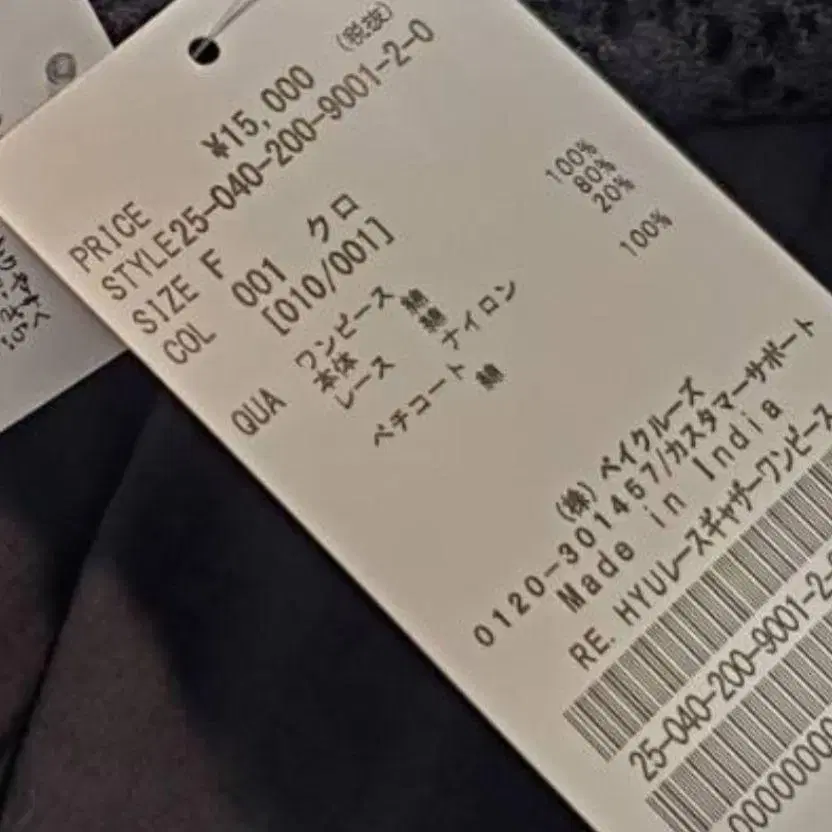 PRICE ¥15,000 (税抜)
STYLE25-040-200-9001-2-0
SIZE F
COL 001 クロ
[010/001]
QUA ワンピース 綿 100%
本体 綿 80%
レース ナイロン 20%
ペチコート 綿 100%
(株) ベイクルーズ
0120-301457/カスタマーサポート
Made in India
RE. HYUレースギャザーワンピース
25-040-200-9001-2-0